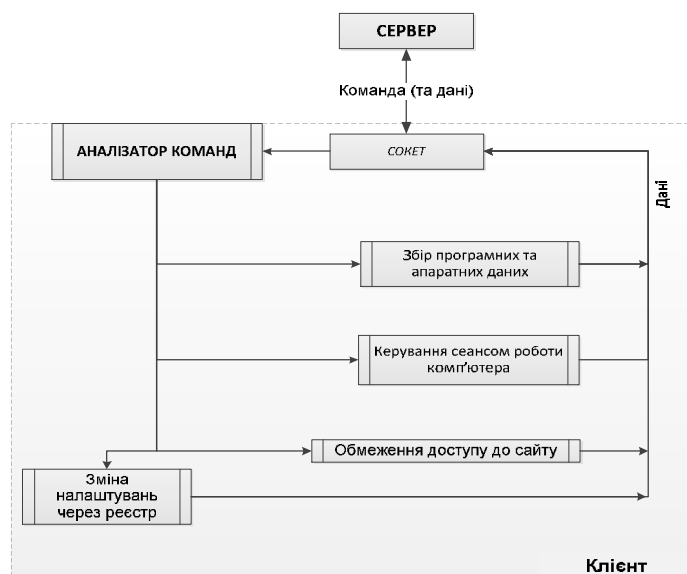 СЕРВЕР
Команда (та дані)
АНАЛІЗАТОР КОМАНД
СОКЕТ
Дані
Збір програмних та
апаратних даних
Керування сеансом роботи
комп'ютера
Обмеження доступу до сайту
Зміна
налаштувань
через реєстр
Клієнт